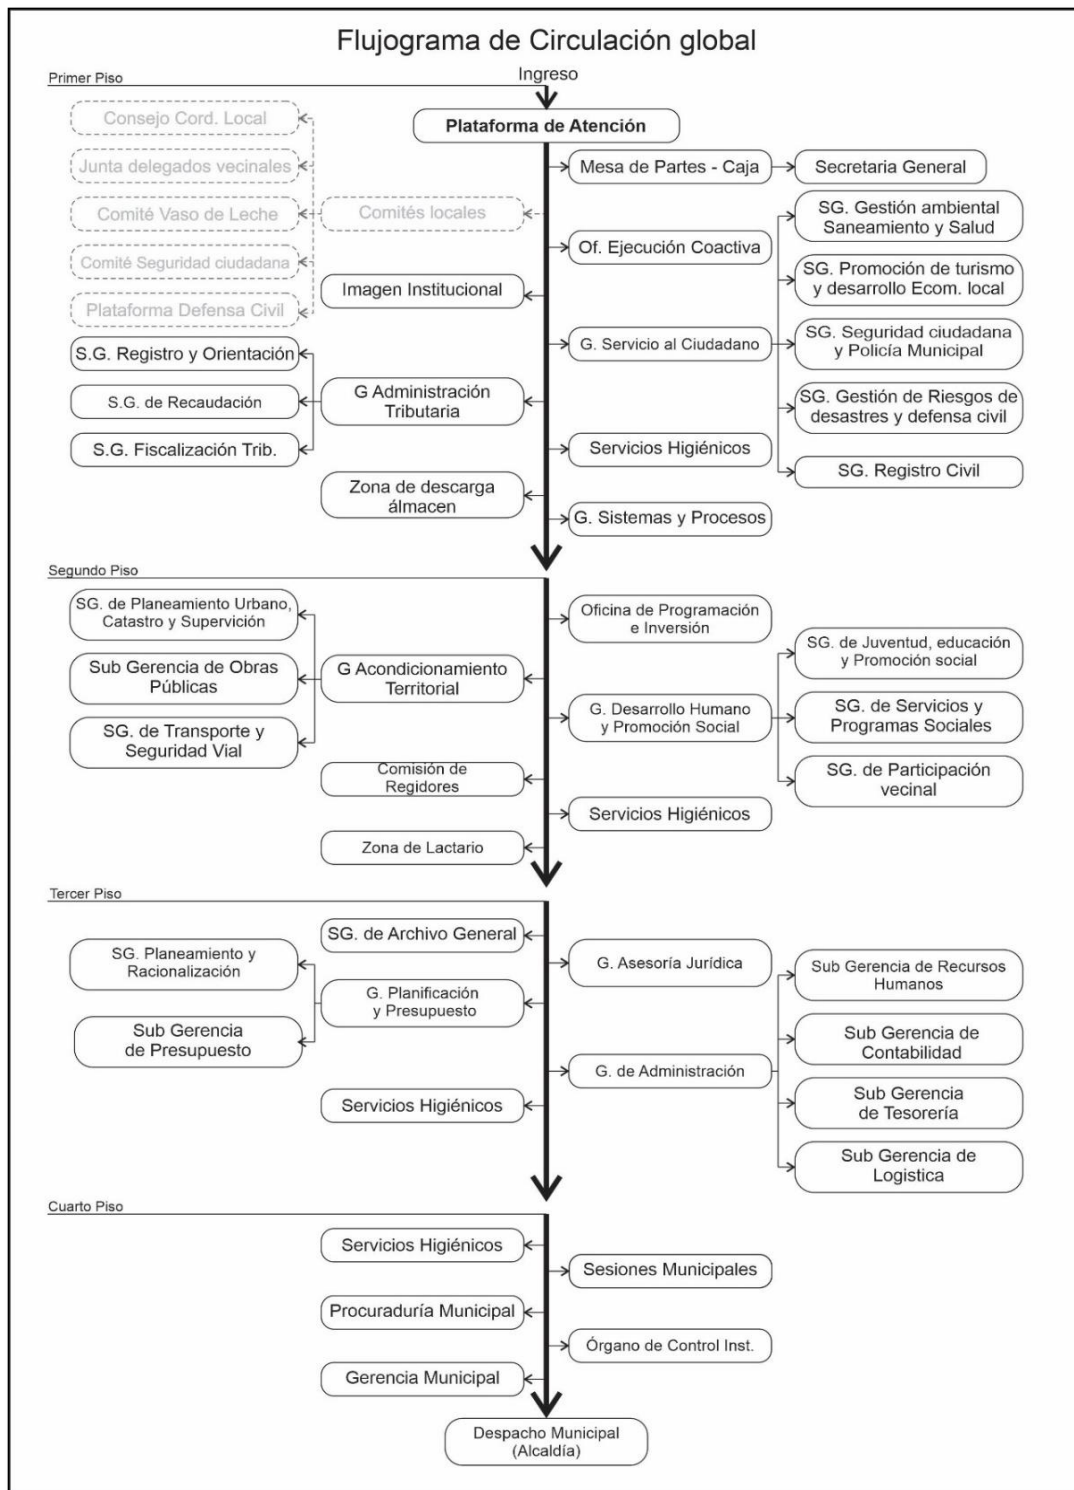 Flujograma de Circulación global
Primer Piso
Ingreso
Plataforma de Atención
Consejo Cord. Local
Junta delegados vecinales
Comité Vaso de Leche
Comité Seguridad ciudadana
Plataforma Defensa Civil
Comités locales
Imagen Institucional
S.G. Registro y Orientación
S.G. de Recaudación
S.G. Fiscalización Trib.
G Administración
Tributaria
Zona de descarga
álmacen
Mesa de Partes - Caja
Secretaria General
Of. Ejecución Coactiva
G. Servicio al Ciudadano
SG. Gestión ambiental
Saneamiento y Salud
SG. Promoción de turismo
y desarrollo Ecom. local
SG. Seguridad ciudadana
y Policía Municipal
SG. Gestión de Riesgos de
desastres y defensa civil
SG. Registro Civil
Servicios Higiénicos
G. Sistemas y Procesos
Segundo Piso
SG. de Planeamiento Urbano,
Catastro y Supervición
Sub Gerencia de Obras
Públicas
SG. de Transporte y
Seguridad Vial
G Acondicionamiento
Territorial
Comisión de
Regidores
Zona de Lactario
Oficina de Programación
e Inversión
G. Desarrollo Humano
y Promoción Social
SG. de Juventud, educación
y Promoción social
SG. de Servicios y
Programas Sociales
SG. de Participación
vecinal
Servicios Higiénicos
Tercer Piso
SG. de Archivo General
SG. Planeamiento y
Racionalización
Sub Gerencia
de Presupuesto
G. Planificación
y Presupuesto
Servicios Higiénicos
G. Asesoría Jurídica
G. de Administración
Sub Gerencia de Recursos
Humanos
Sub Gerencia de
Contabilidad
Sub Gerencia
de Tesorería
Sub Gerencia de
Logistica
Cuarto Piso
Servicios Higiénicos
Sesiones Municipales
Procuraduría Municipal
Órgano de Control Inst.
Gerencia Municipal
Despacho Municipal
(Alcaldía)